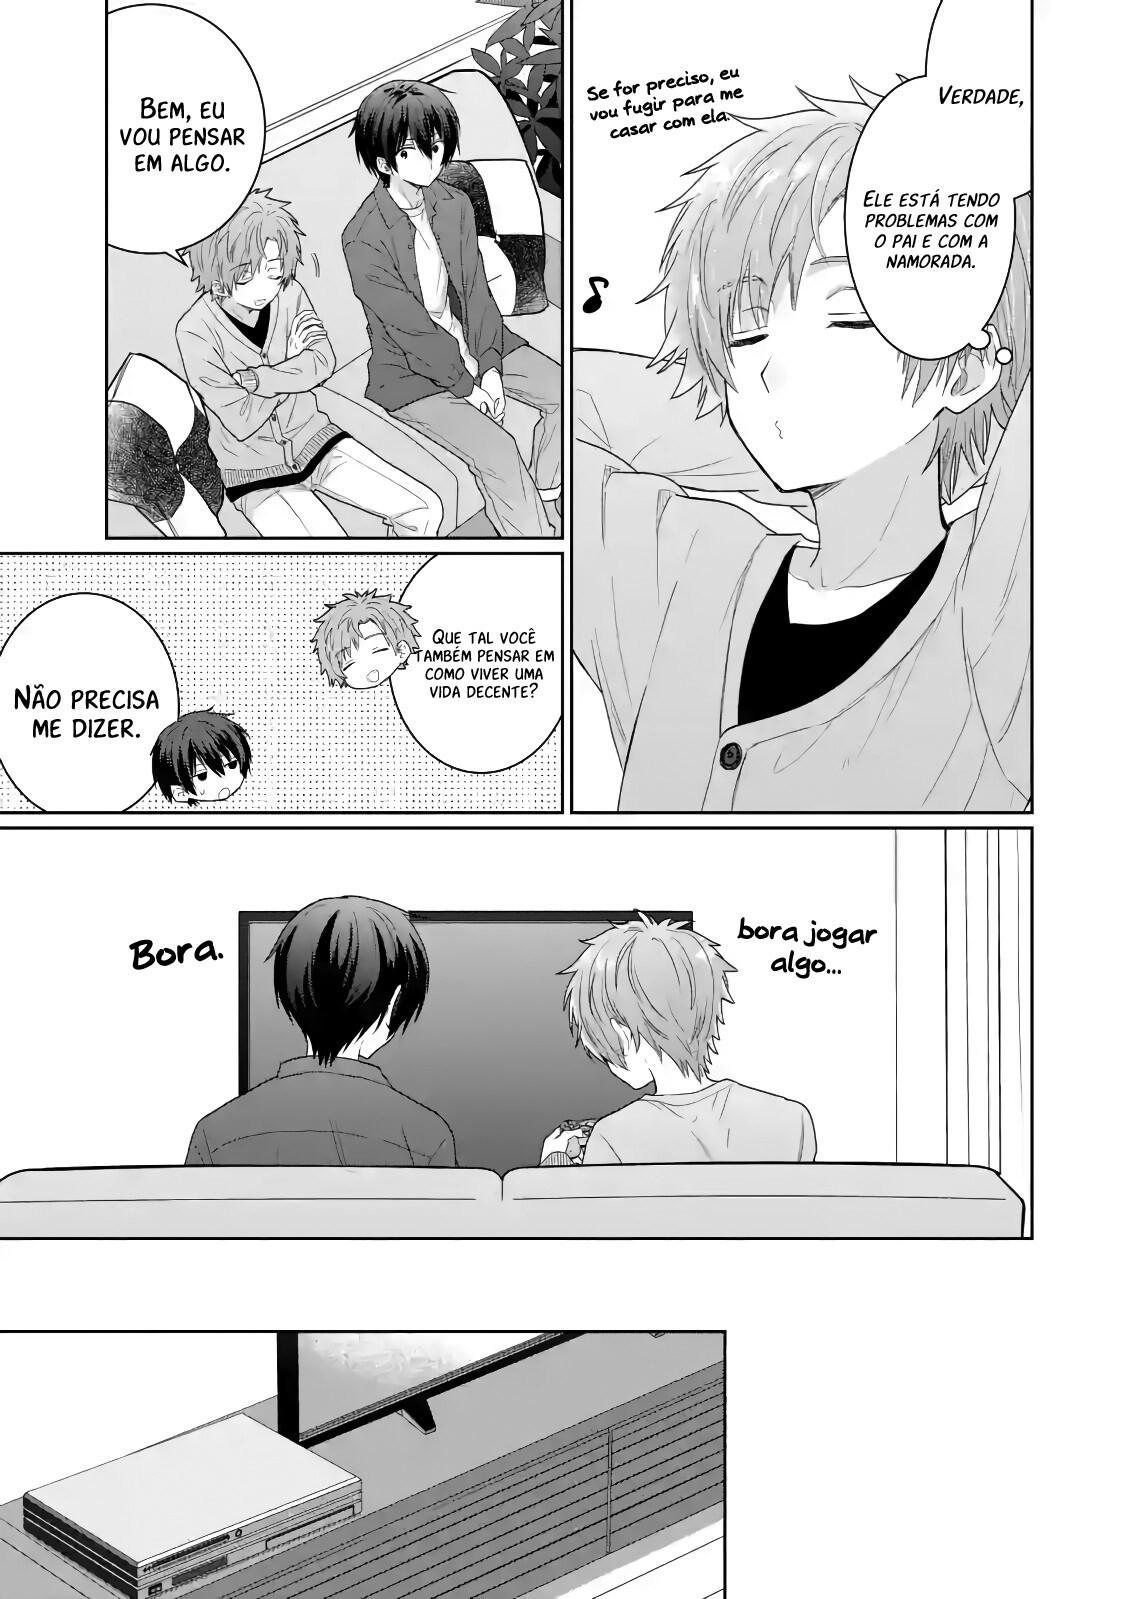 Verdade,
Ele está tendo
problemas com
o pai e com a
namorada.
Se for preciso, eu
vou fugir para me
casar com ela.
Bem, eu
vou pensar
em algo.
Que tal você
também pensar em
como viver uma
vida decente?
Não precisa
me dizer.
bora jogar
algo...
Bora.